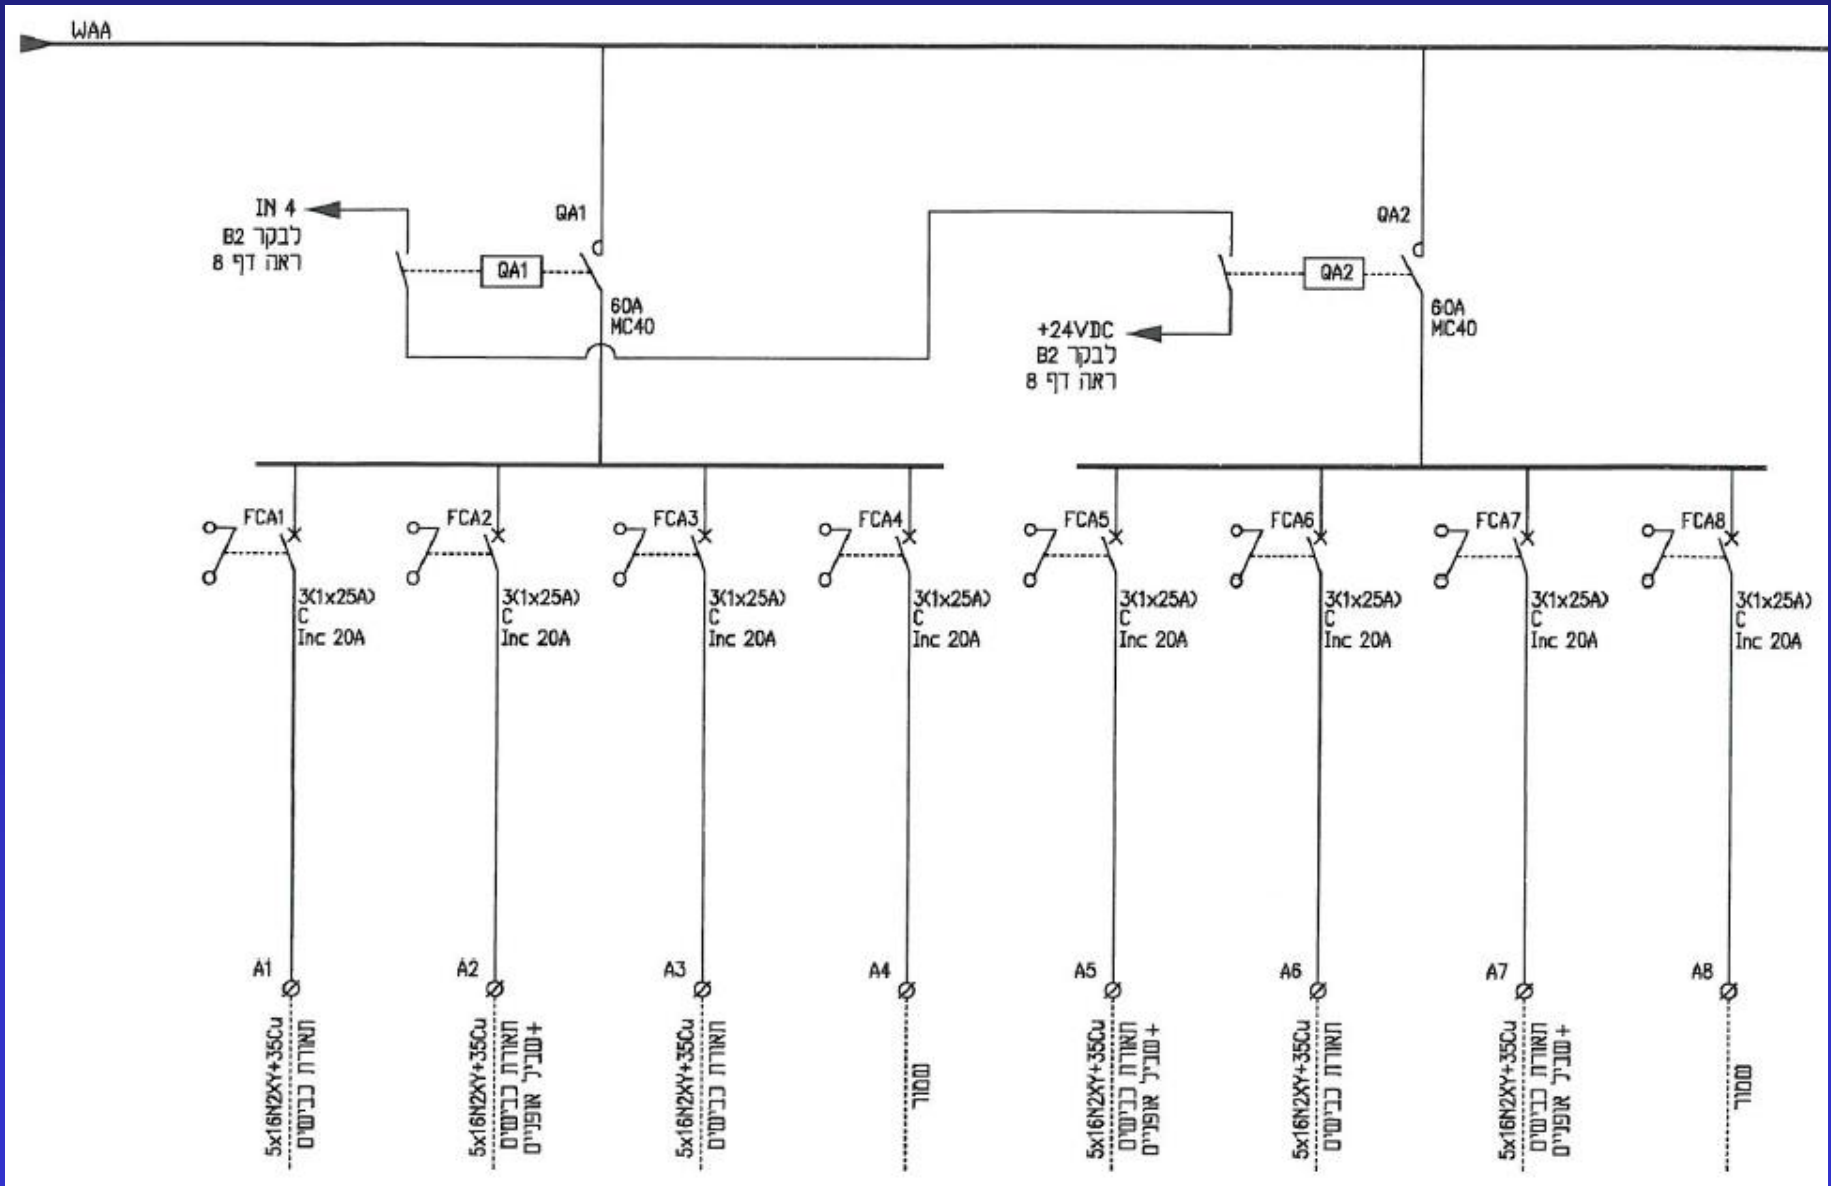 WAA
IN 4
לבקר B2
ראה דף 8
QA1
QA1
60A
MC40
+24VDC
לבקר B2
ראה דף 8
QA2
QA2
60A
MC40
FCA1
3(1x25A)
C
Inc 20A
FCA2
3(1x25A)
C
Inc 20A
FCA3
3(1x25A)
C
Inc 20A
FCA4
3(1x25A)
C
Inc 20A
FCA5
3(1x25A)
C
Inc 20A
FCA6
3(1x25A)
C
Inc 20A
FCA7
3(1x25A)
C
Inc 20A
FCA8
3(1x25A)
C
Inc 20A
A1
5x16N2XY+35Cu
תאורת כבישים
A2
5x16N2XY+35Cu
תאורת כבישים
+שביל אופניים
A3
5x16N2XY+35Cu
תאורת כבישים
A4
שמור
A5
5x16N2XY+35Cu
תאורת כבישים
+שביל אופניים
A6
5x16N2XY+35Cu
תאורת כבישים
A7
5x16N2XY+35Cu
תאורת כבישים
+שביל אופניים
A8
שמור